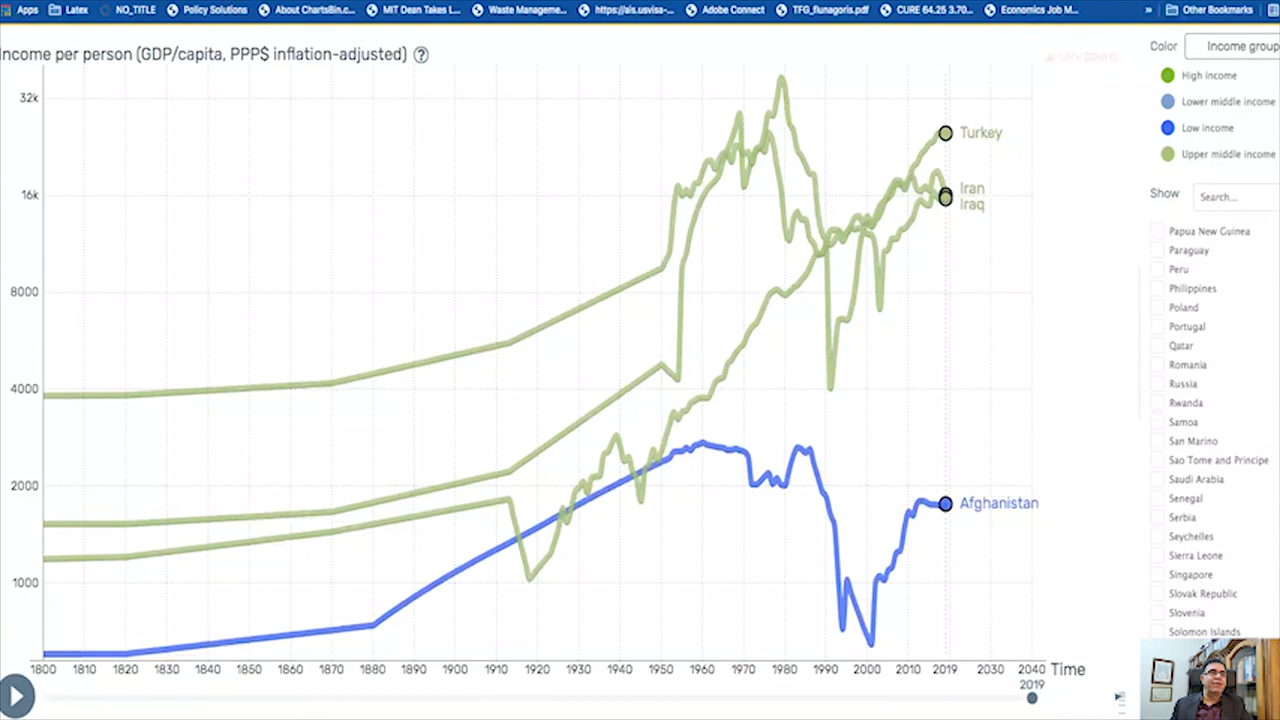 Apps Latex NO_TITLE Policy Solutions About ChartsBin.c... MIT Dean Takes L... Waste Manageme... https://ais.usvisa-... Adobe Connect TFG_flunagoris.pdf CURE 64.25 3.70... Economics Job M... » Other Bookmarks
Income per person (GDP/capita, PPP$ inflation-adjusted) ?
32k
16k
8000
4000
2000
1000
Turkey
Iran
Iraq
Afghanistan
1800 1810 1820 1830 1840 1850 1860 1870 1880 1890 1900 1910 1920 1930 1940 1950 1960 1970 1980 1990 2000 2010 2019 2030 2040 Time
2019
Color Income group
High income
Lower middle income
Low income
Upper middle income
Show Search...
Papua New Guinea
Paraguay
Peru
Philippines
Poland
Portugal
Qatar
Romania
Russia
Rwanda
Samoa
San Marino
Sao Tome and Principe
Saudi Arabia
Senegal
Serbia
Seychelles
Sierra Leone
Singapore
Slovak Republic
Slovenia
Solomon Islands